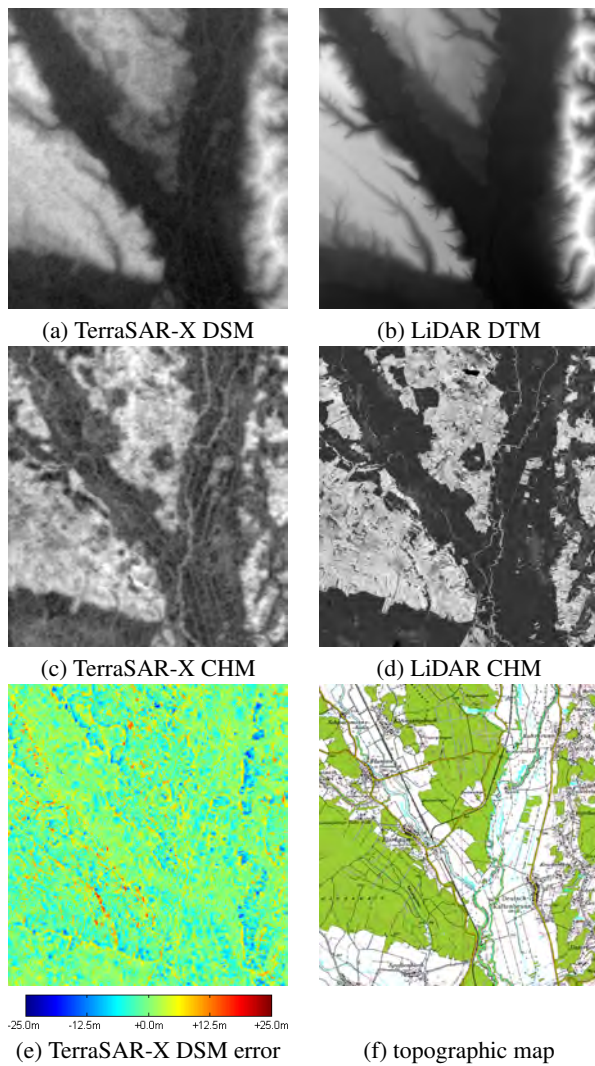 (a) TerraSAR-X DSM
(b) LiDAR DTM
(c) TerraSAR-X CHM
(d) LiDAR CHM
-25.0m -12.5m +0.0m +12.5m +25.0m
(e) TerraSAR-X DSM error
(f) topographic map